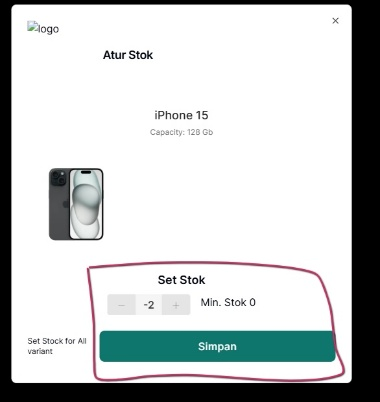 logo
×
Atur Stok
iPhone 15
Capacity: 128 Gb
Set Stok
− -2 + Min. Stok 0
Set Stock for All
variant
Simpan